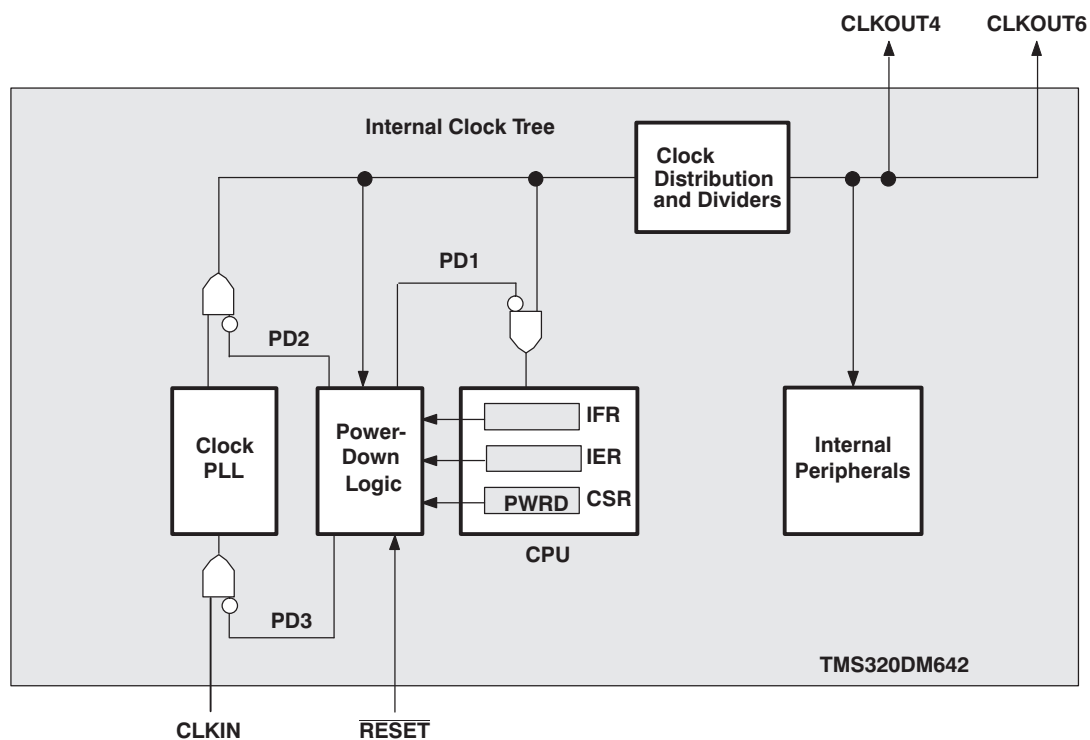 CLKOUT4 CLKOUT6
Internal Clock Tree
Clock
Distribution
and Dividers
PD1
PD2
Clock
PLL
Power-
Down
Logic
IFR
IER
PWRD CSR
CPU
Internal
Peripherals
PD3
TMS320DM642
CLKIN RESET